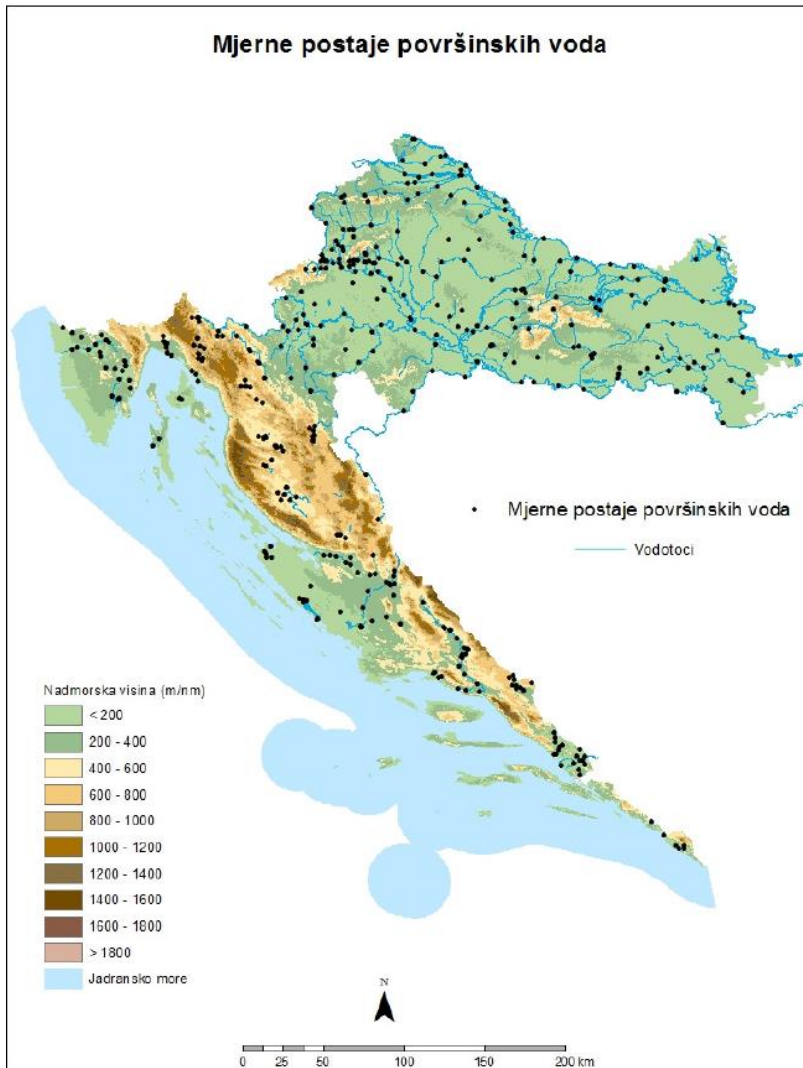 Mjerne postaje površinskih voda
Mjerne postaje površinskih voda
Vodotoci
Nadmorska visina (m/nm)
< 200
200 - 400
400 - 600
600 - 800
800 - 1000
1000 - 1200
1200 - 1400
1400 - 1600
1600 - 1800
> 1800
Jadransko more
N
0 25 50 100 150 200 km